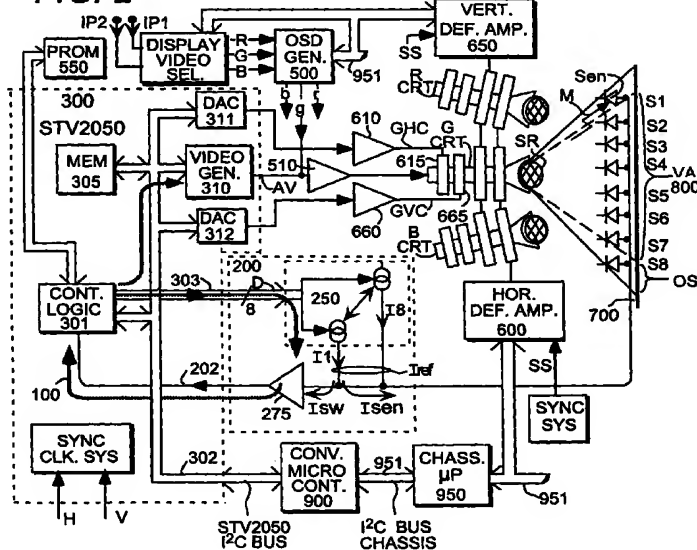 IP2 IP1
PROM
550
DISPLAY
VIDEO
SEL.
R
G
B
OSD
GEN.
500
951
SS
VERT.
DEF. AMP.
650
300
STV2050
DAC
311
b
g
r
R
CRT
Sen
M
S1
S2
S3
S4
S5
S6
S7
S8
VA
800
OS
MEM
305
VIDEO
GEN.
310
AV
510
610
GHC
G
CRT
615
SR
DAC
312
660
GVC
665
B
CRT
CONT.
LOGIC
301
303
D
8
200
250
I8
I1
Iref
HOR.
DEF. AMP.
600
700
100
202
275
Isw
Isen
SS
SYNC
SYS
SYNC
CLK. SYS
302
CONV.
MICRO
CONT.
900
951
CHASS.
µP
950
951
H
V
STV2050
I²C BUS
I²C BUS
CHASSIS